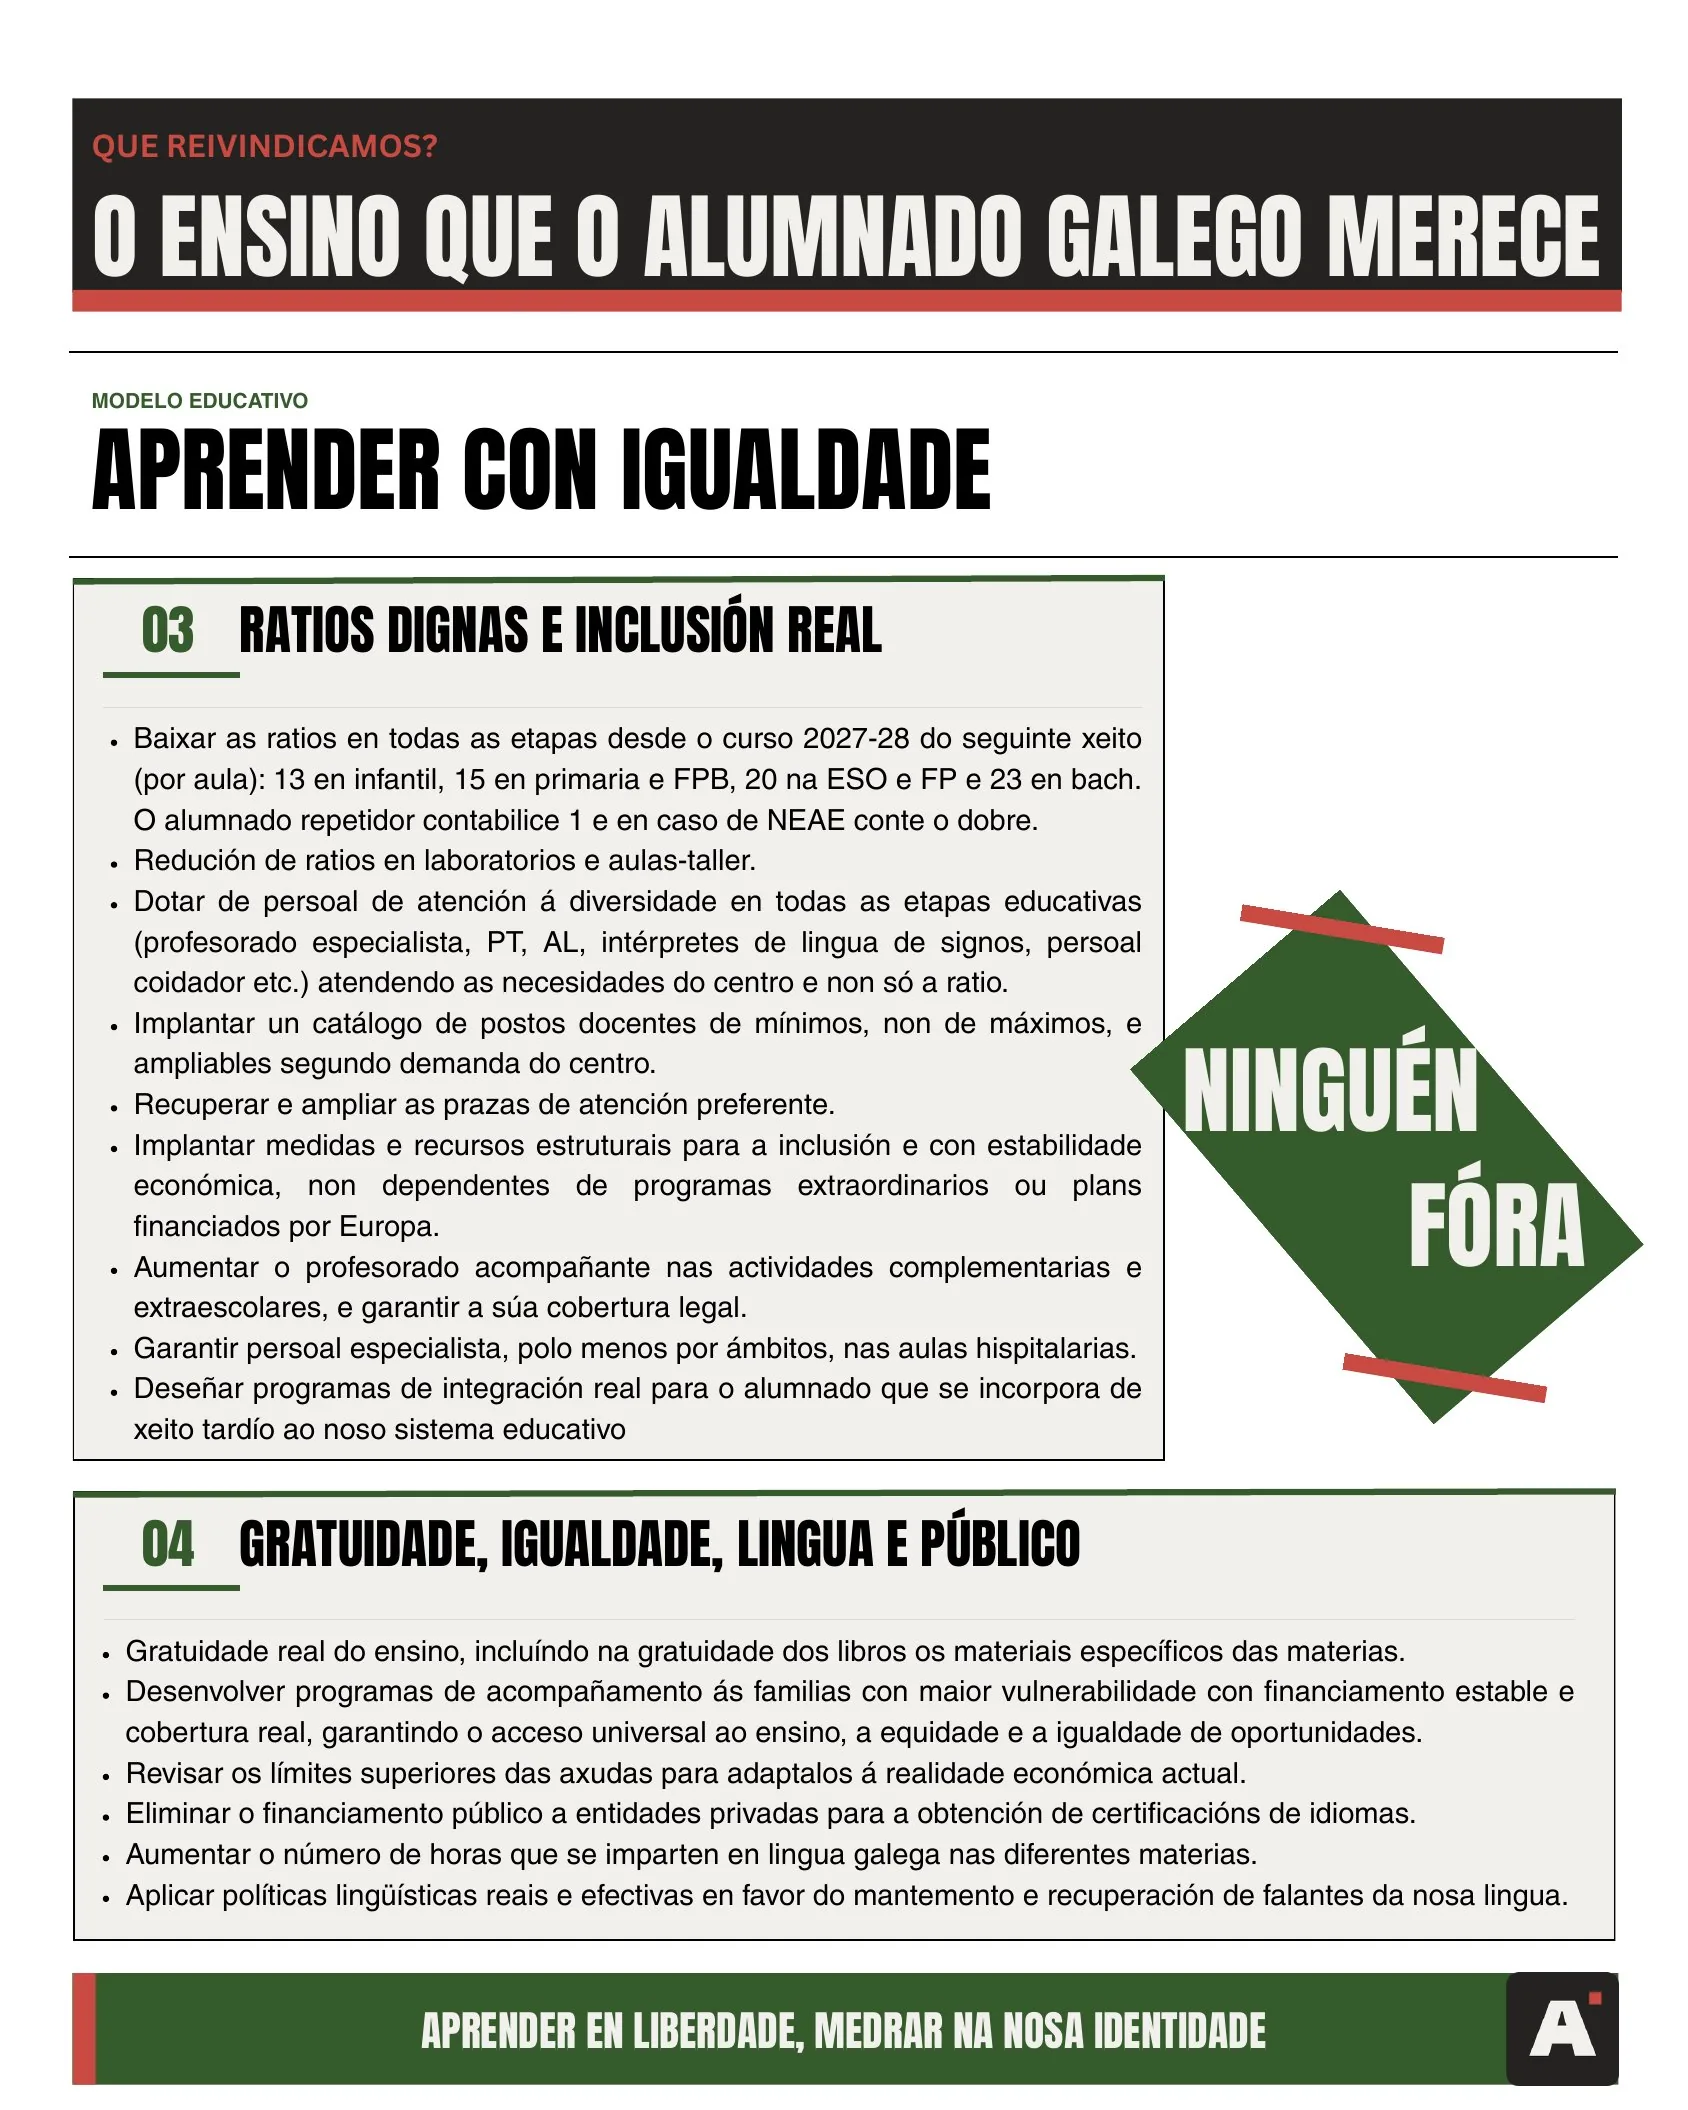 QUE REIVINDICAMOS?
O ENSINO QUE O ALUMNADO GALEGO MERECE
MODELO EDUCATIVO
APRENDER CON IGUALDADE
03 RATIOS DIGNAS E INCLUSIÓN REAL
• Baixar as ratios en todas as etapas desde o curso 2027-28 do seguinte xeito
(por aula): 13 en infantil, 15 en primaria e FPB, 20 na ESO e FP e 23 en bach.
O alumnado repetidor contabilice 1 e en caso de NEAE conte o dobre.
• Redución de ratios en laboratorios e aulas-taller.
• Dotar de persoal de atención á diversidade en todas as etapas educativas
(profesorado especialista, PT, AL, intérpretes de lingua de signos, persoal
coidador etc.) atendendo as necesidades do centro e non só a ratio.
• Implantar un catálogo de postos docentes de mínimos, non de máximos, e
ampliables segundo demanda do centro.
• Recuperar e ampliar as prazas de atención preferente.
• Implantar medidas e recursos estruturais para a inclusión e con estabilidade
económica, non dependentes de programas extraordinarios ou plans
financiados por Europa.
• Aumentar o profesorado acompañante nas actividades complementarias e
extraescolares, e garantir a súa cobertura legal.
• Garantir persoal especialista, polo menos por ámbitos, nas aulas hispitalarias.
• Deseñar programas de integración real para o alumnado que se incorpora de
xeito tardío ao noso sistema educativo
NINGUÉN
FÓRA
04 GRATUIDADE, IGUALDADE, LINGUA E PÚBLICO
• Gratuidade real do ensino, incluíndo na gratuidade dos libros os materiais específicos das materias.
• Desenvolver programas de acompañamento ás familias con maior vulnerabilidade con financiamento estable e
cobertura real, garantindo o acceso universal ao ensino, a equidade e a igualdade de oportunidades.
• Revisar os límites superiores das axudas para adaptalos á realidade económica actual.
• Eliminar o financiamento público a entidades privadas para a obtención de certificacións de idiomas.
• Aumentar o número de horas que se imparten en lingua galega nas diferentes materias.
• Aplicar políticas lingüísticas reais e efectivas en favor do mantemento e recuperación de falantes da nosa lingua.
APRENDER EN LIBERDADE, MEDRAR NA NOSA IDENTIDADE
A